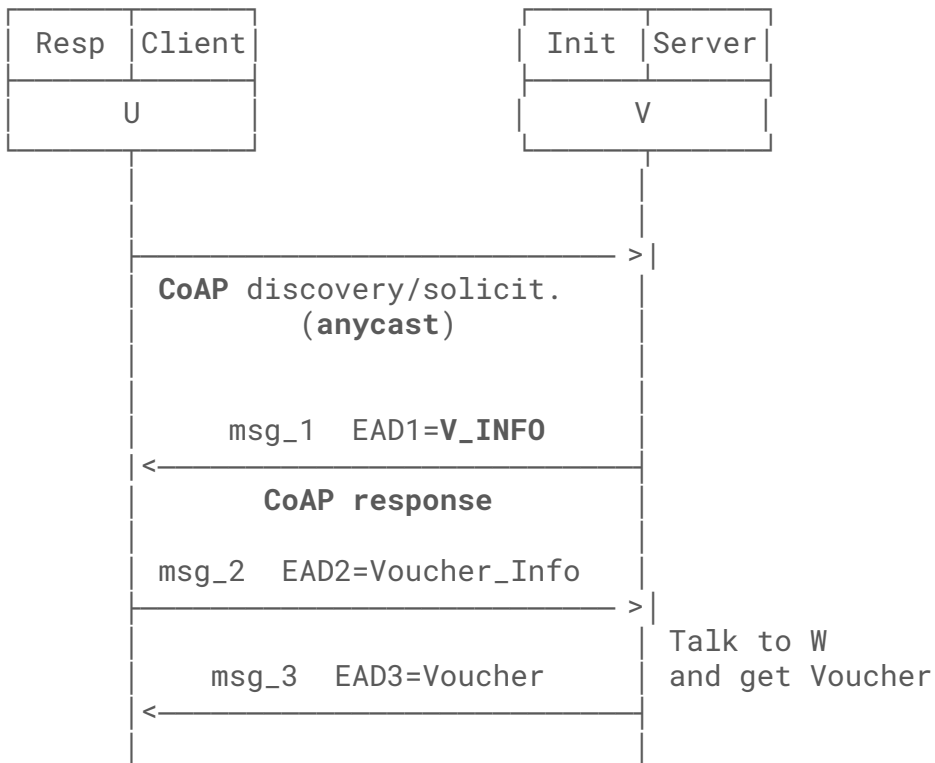 Resp Client Init Server
U V
CoAP discovery/solicit.
(anycast)
msg_1 EAD1=V_INFO
CoAP response
msg_2 EAD2=Voucher_Info
Talk to W
msg_3 EAD3=Voucher and get Voucher